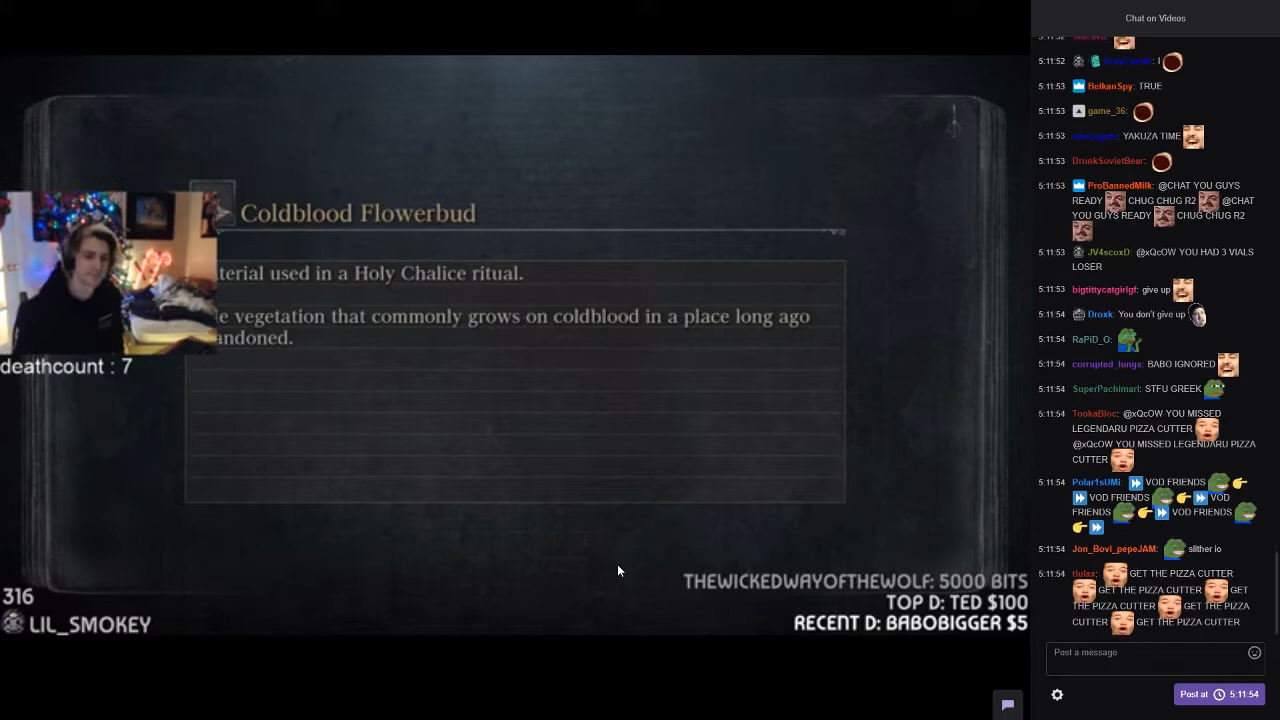 Coldblood Flowerbud
terial used in a Holy Chalice ritual.
e vegetation that commonly grows on coldblood in a place long ago
andoned.
deathcount : 7
316
LIL_SMOKEY
THEWICKEDWAYOFTHEWOLF: 5000 BITS
TOP D: TED $100
RECENT D: BABOBIGGER $5
Chat on Videos
5:11:52
5:11:52 : I
5:11:53 BelkanSpy: TRUE
5:11:53 game_36:
5:11:53 YAKUZA TIME
5:11:53 DrunkSovietBear:
5:11:53 ProBannedMilk: @CHAT YOU GUYS
READY CHUG CHUG R2 @CHAT
YOU GUYS READY CHUG CHUG R2
5:11:53 JV4scoxD: @xQcOW YOU HAD 3 VIALS
LOSER
5:11:53 bigtittycatgirlgf: give up
5:11:54 Droxk: You don't give up
5:11:54 RaPiD_O:
5:11:54 corrupted_lungs: BABO IGNORED
5:11:54 SuperPachimari: STFU GREEK
5:11:54 TookaBloc: @xQcOW YOU MISSED
LEGENDARU PIZZA CUTTER
@xQcOW YOU MISSED LEGENDARU PIZZA
CUTTER
5:11:54 Polar1sUMi: VOD FRIENDS
VOD FRIENDS VOD
FRIENDS VOD FRIENDS
5:11:54 Jon_Bovi_pepeJAM: slither io
5:11:54 tlulax: GET THE PIZZA CUTTER
GET THE PIZZA CUTTER GET
THE PIZZA CUTTER GET THE PIZZA
CUTTER GET THE PIZZA CUTTER
Post a message
Post at 5:11:54